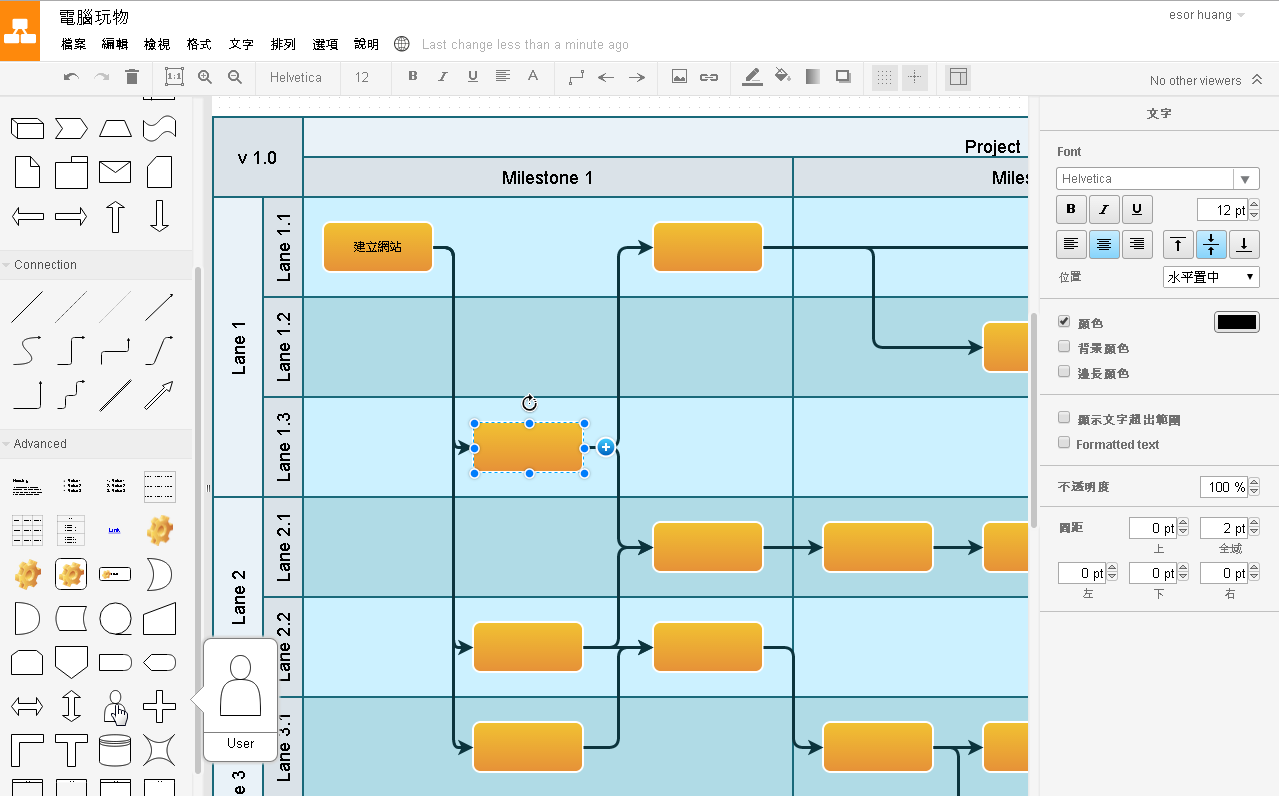 電腦玩物
esor huang
檔案 編輯 檢視 格式 文字 排列 選項 說明
Last change less than a minute ago
1:1
Helvetica
12
B I U A
No other viewers
文字
Font
Helvetica
B I U
12 pt
位置
水平置中
顏色
背景顏色
邊長顏色
顯示文字超出範圍
Formatted text
不透明度
100 %
間距
0 pt
2 pt
上
全域
0 pt
0 pt
0 pt
左
下
右
Connection
Advanced
Link
User
v 1.0
Project
Milestone 1
Miles
Lane 1
Lane 1.1
建立網站
Lane 1.2
Lane 1.3
Lane 2
Lane 2.1
Lane 2.2
Lane 3.1
e 3